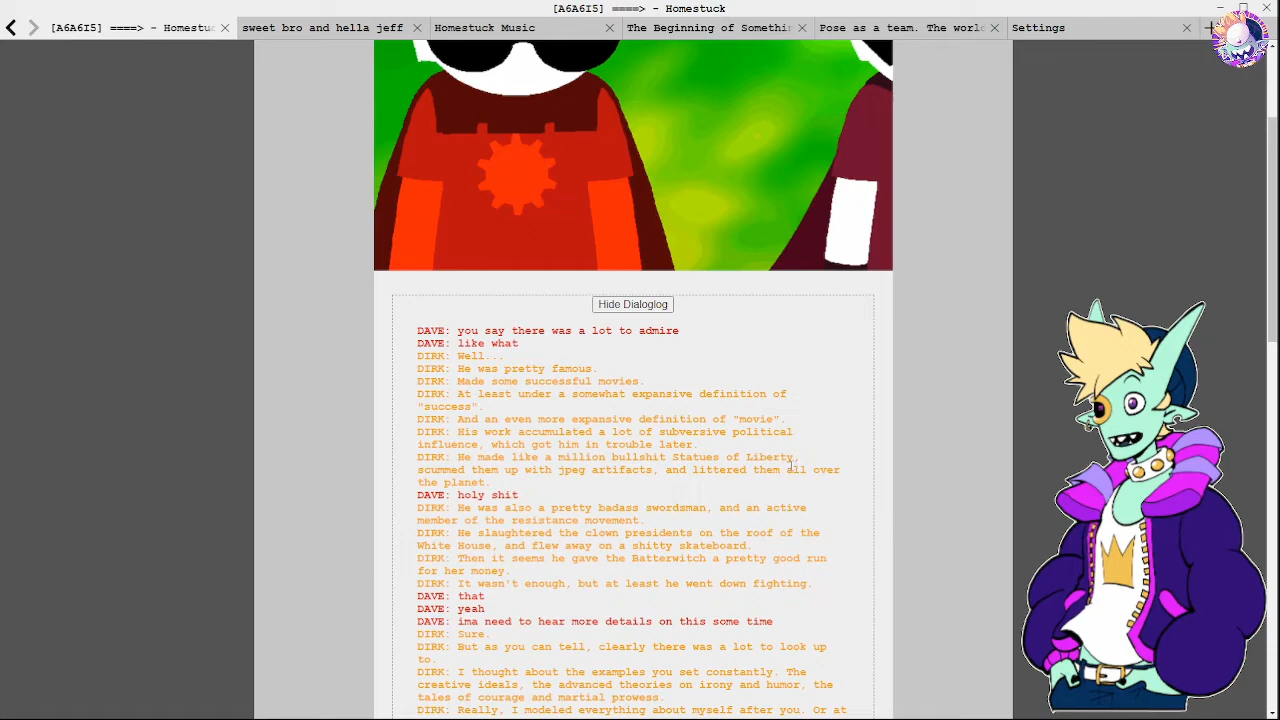 [A6A6I5] ====> - Homestuck
[A6A6I5] ====> - Homestuc
sweet bro and hella jeff
Homestuck Music
The Beginning of Somethin
Pose as a team. The worl
Settings
Hide Dialoglog
DAVE: you say there was a lot to admire
DAVE: like what
DIRK: Well...
DIRK: He was pretty famous.
DIRK: Made some successful movies.
DIRK: At least under a somewhat expansive definition of
"success".
DIRK: And an even more expansive definition of "movie".
DIRK: His work accumulated a lot of subversive political
influence, which got him in trouble later.
DIRK: He made like a million bullshit Statues of Liberty,
scummed them up with jpeg artifacts, and littered them all over
the planet.
DAVE: holy shit
DIRK: He was also a pretty badass swordsman, and an active
member of the resistance movement.
DIRK: He slaughtered the clown presidents on the roof of the
White House, and flew away on a shitty skateboard.
DIRK: Then it seems he gave the Batterwitch a pretty good run
for her money.
DIRK: It wasn't enough, but at least he went down fighting.
DAVE: that
DAVE: yeah
DAVE: ima need to hear more details on this some time
DIRK: Sure.
DIRK: But as you can tell, clearly there was a lot to look up
to.
DIRK: I thought about the examples you set constantly. The
creative ideals, the advanced theories on irony and humor, the
tales of courage and martial prowess.
DIRK: Really, I modeled everything about myself after you. Or at